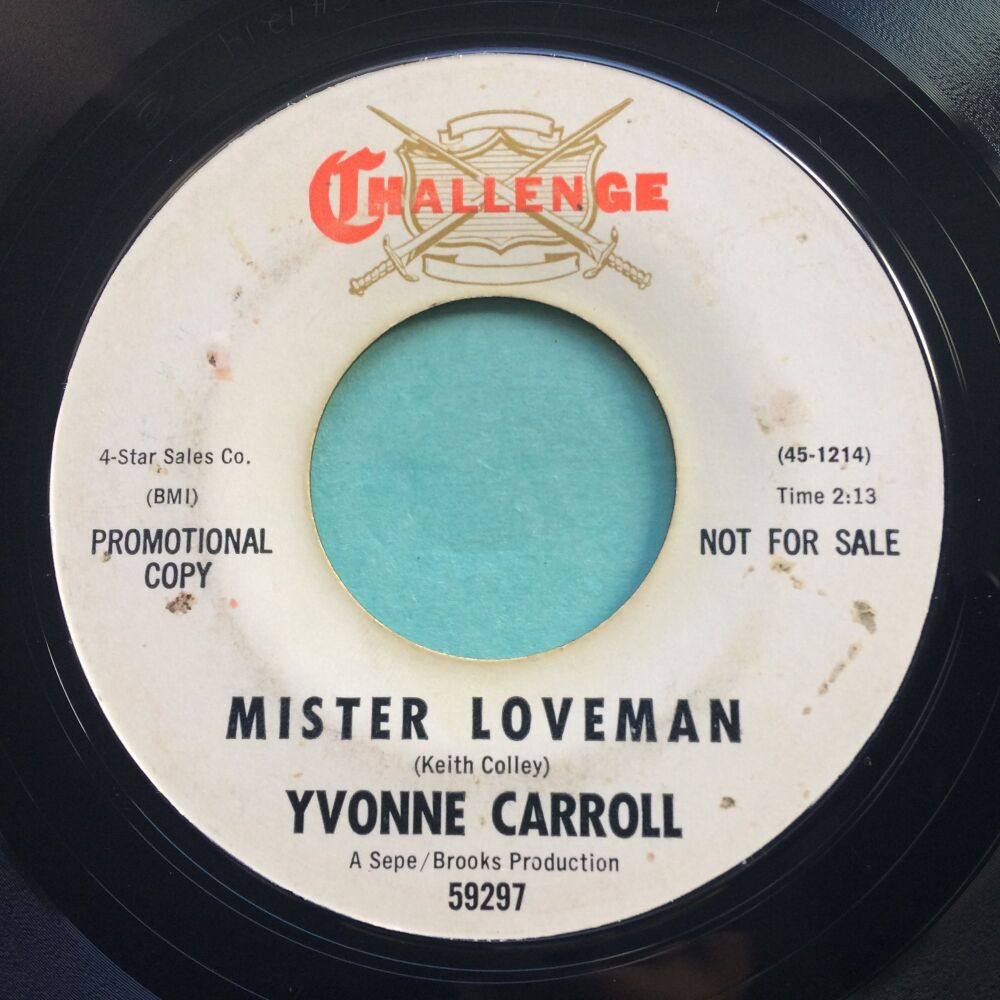 CHALLENGE
4-Star Sales Co.
(BMI)
PROMOTIONAL
COPY
(45-1214)
Time 2:13
NOT FOR SALE
MISTER LOVEMAN
(Keith Colley)
YVONNE CARROLL
A Sepe/Brooks Production
59297